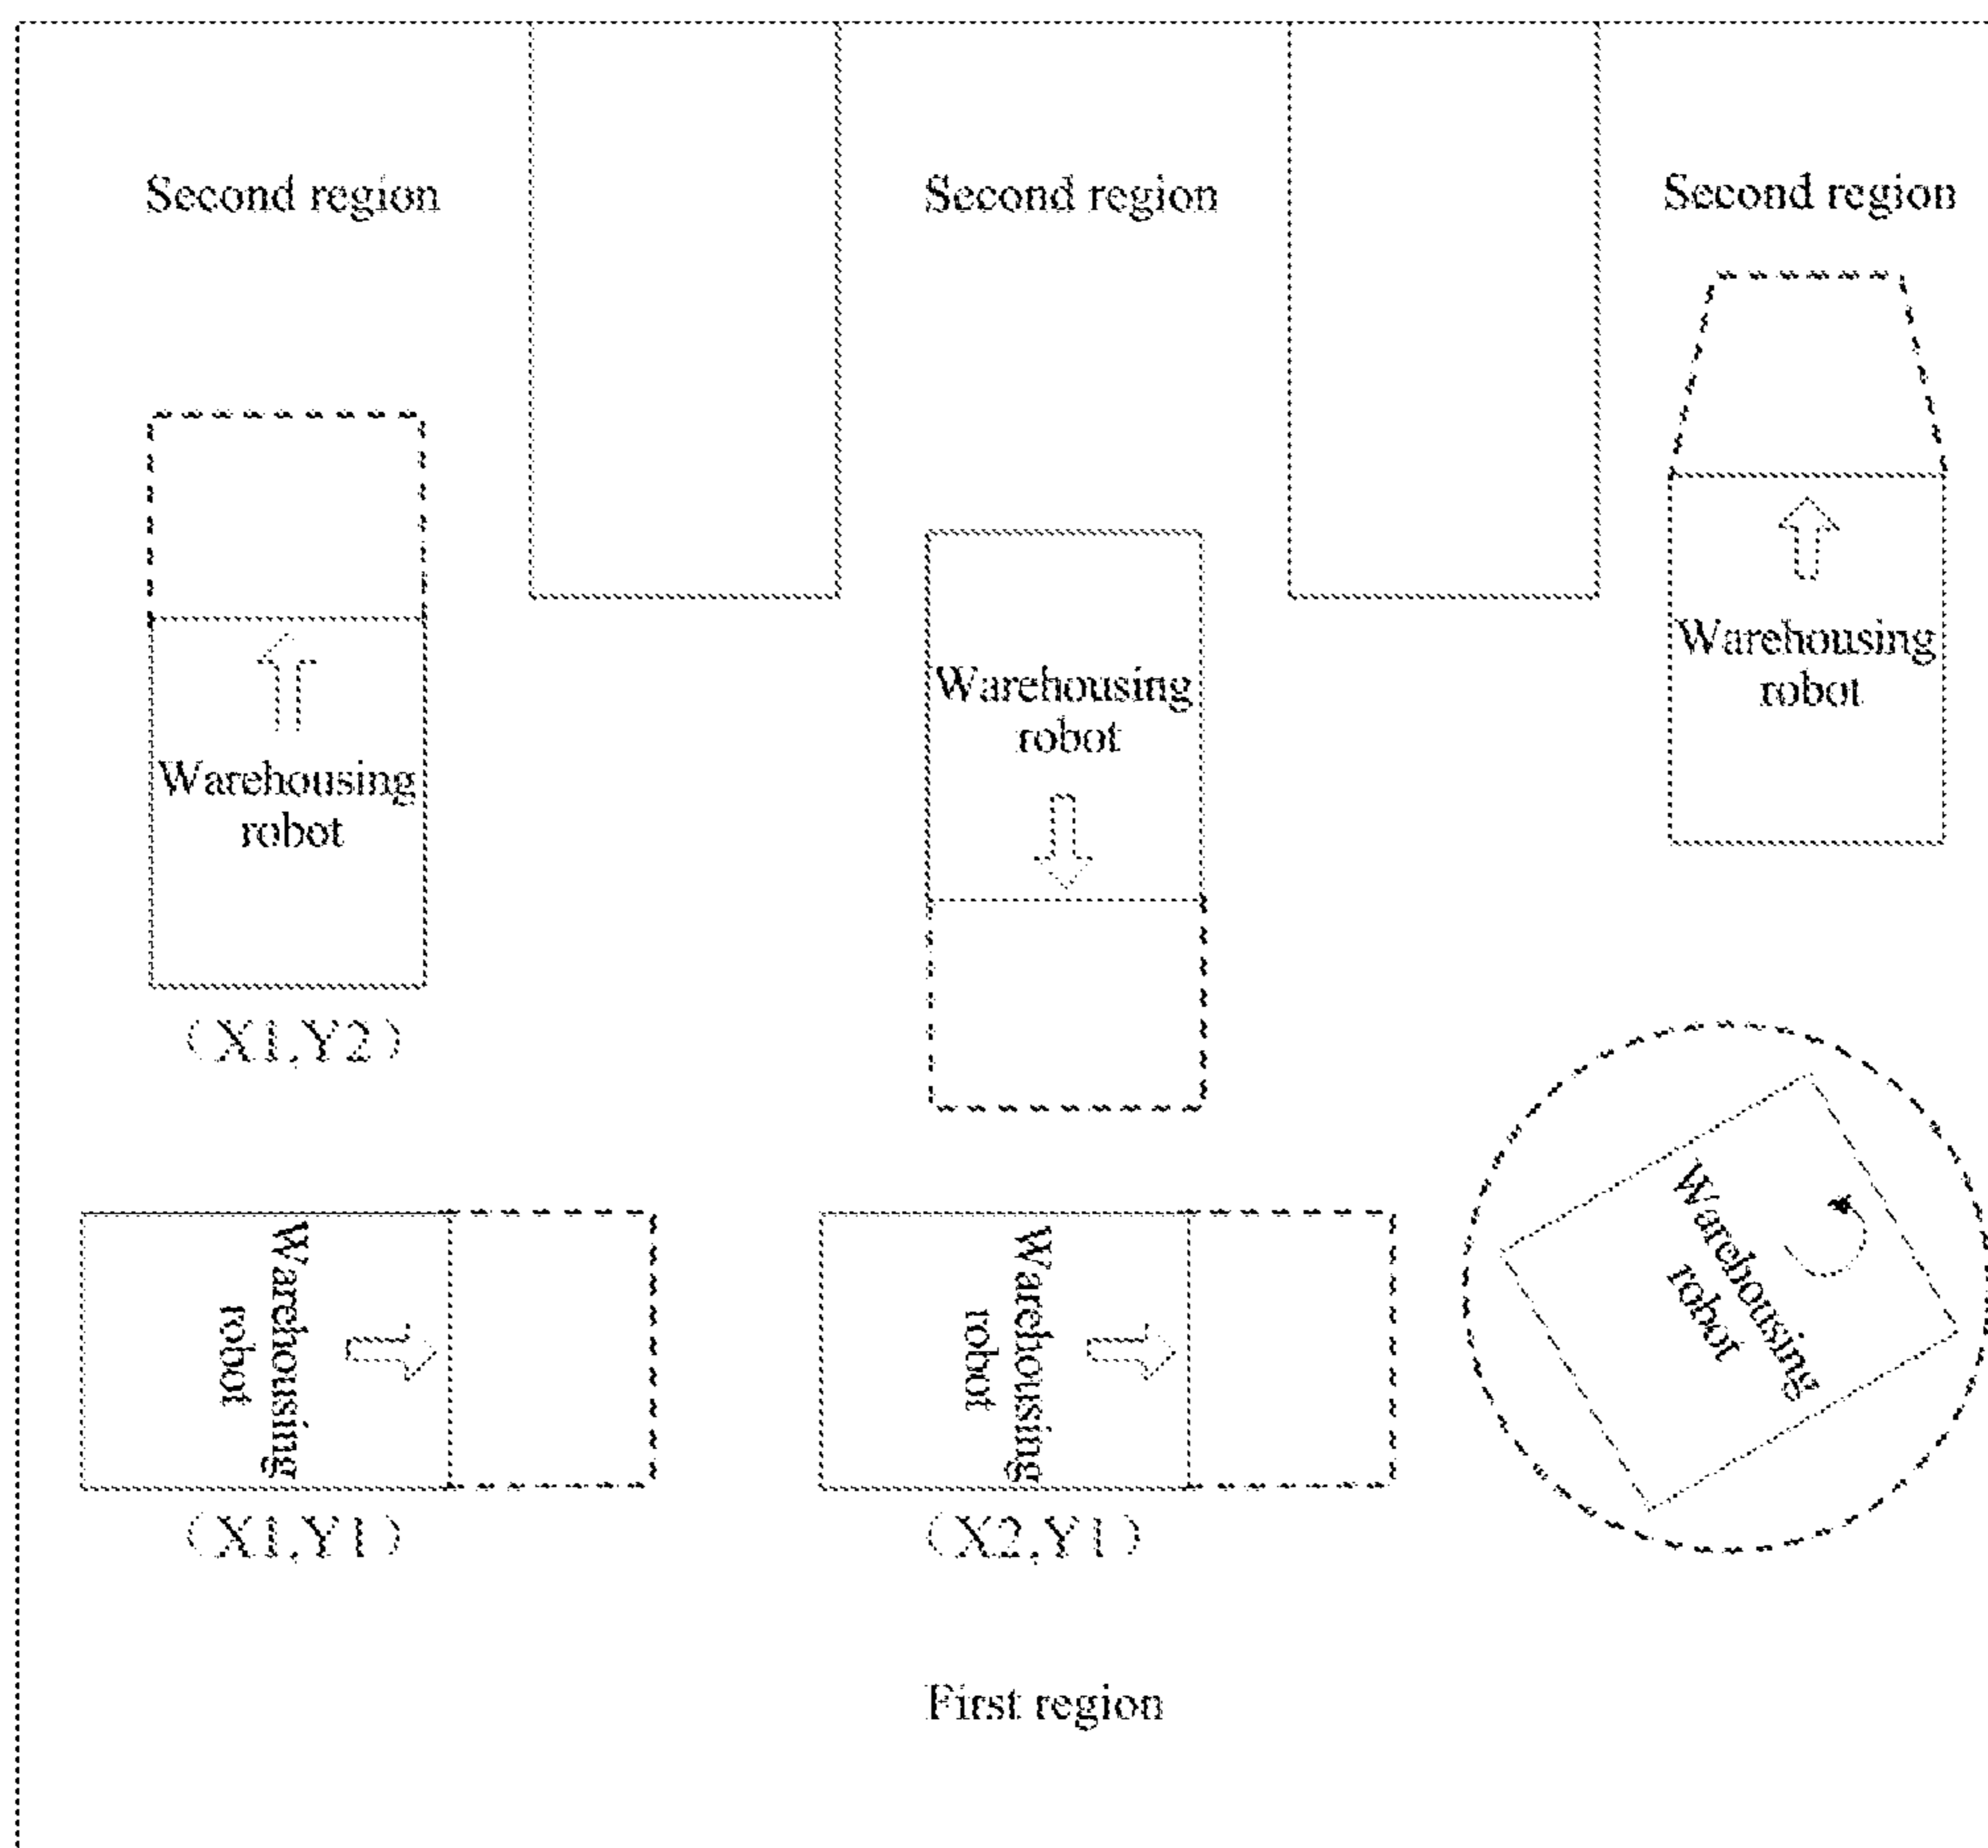 Second region
Second region
Second region
Warehousing
robot
Warehousing
robot
Warehousing
robot
(X1,Y2)
Warehousing
robot
(X1,Y1)
Warehousing
robot
(X2,Y1)
Warehousing
robot
First region